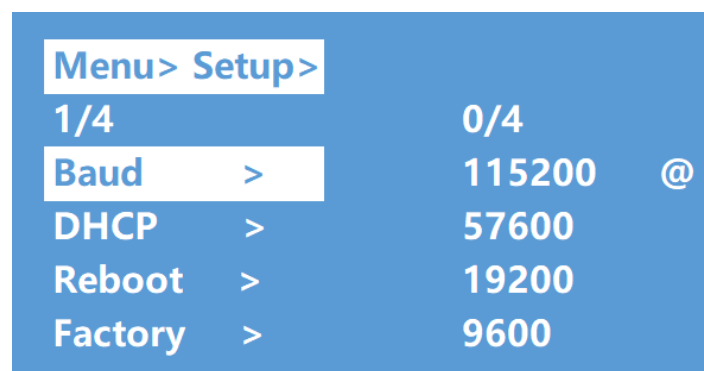 Menu> Setup>
1/4 0/4
Baud > 115200 @
DHCP > 57600
Reboot > 19200
Factory > 9600